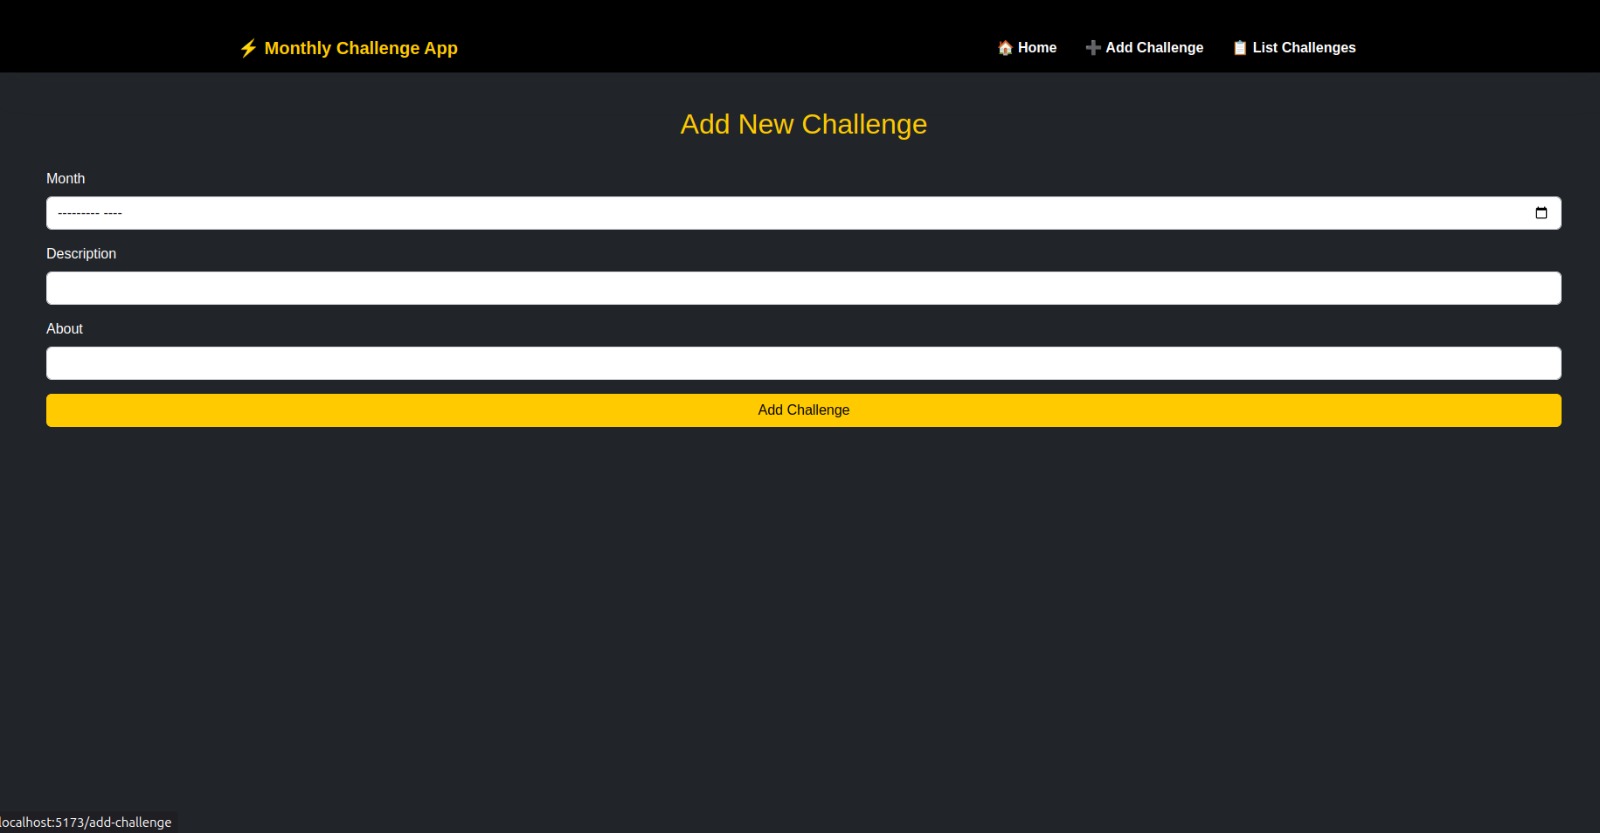 ⚡ Monthly Challenge App
🏠 Home ➕ Add Challenge 📋 List Challenges
Add New Challenge
Month
--------- ----
Description
About
Add Challenge
localhost:5173/add-challenge